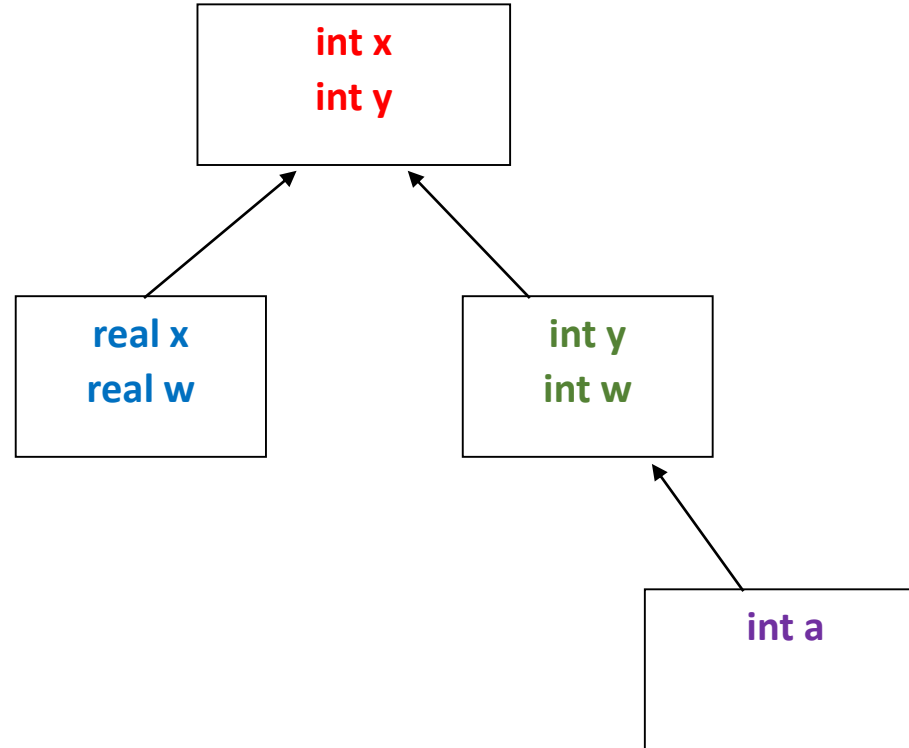 int x
int y
real x
real w
int y
int w
int a